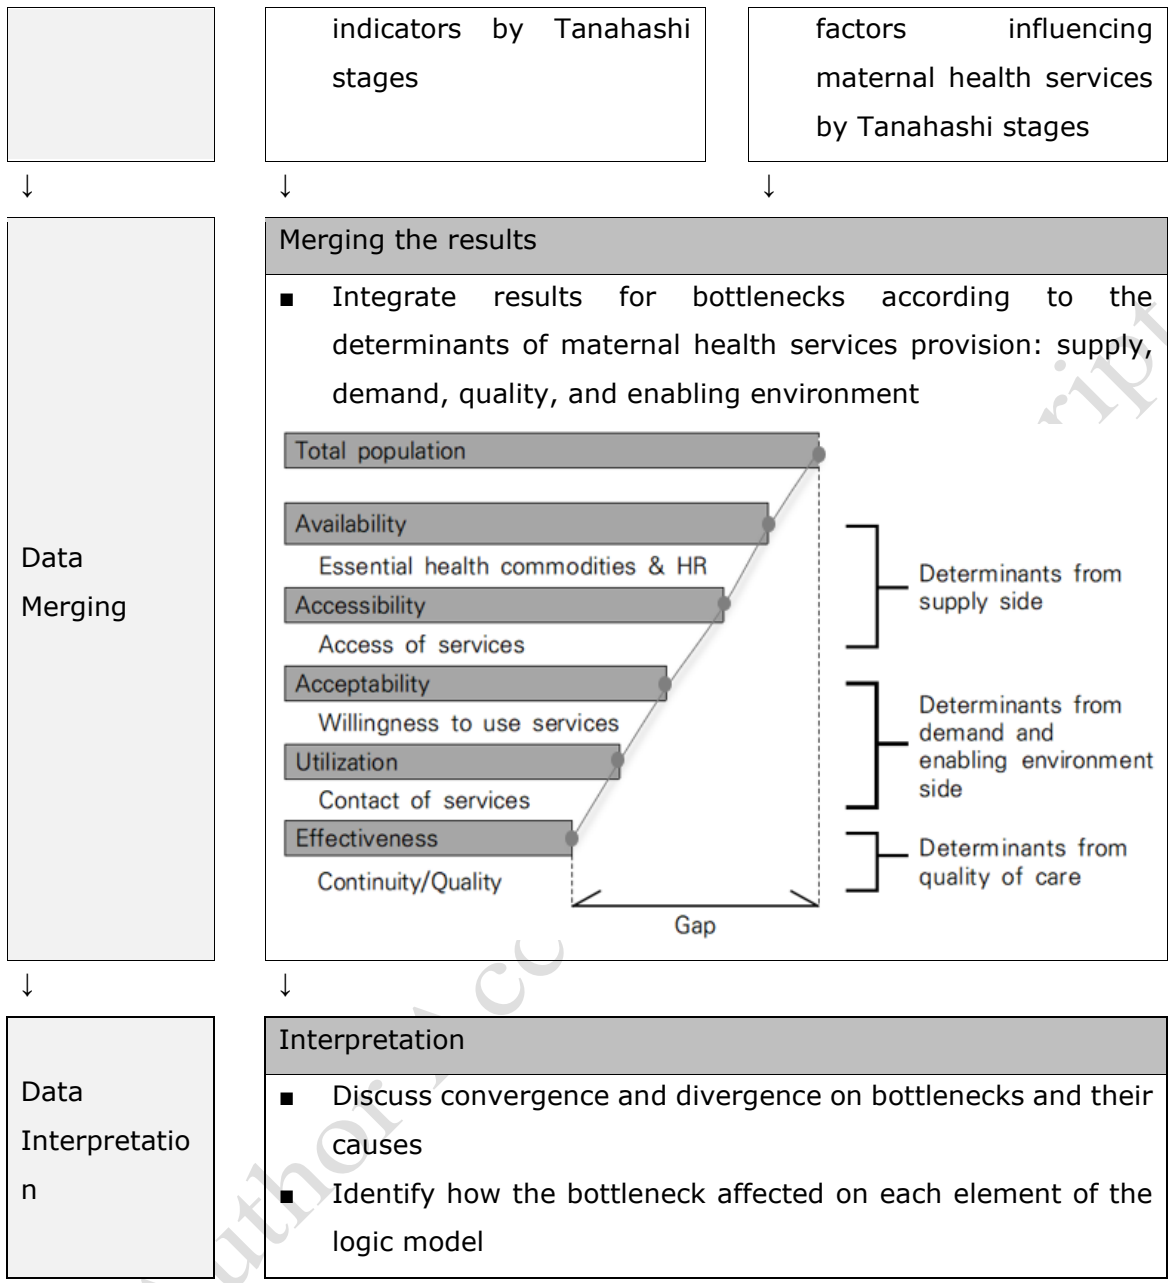 indicators by Tanahashi
stages
factors influencing
maternal health services
by Tanahashi stages
↓ ↓ ↓
Data
Merging
Merging the results
■ Integrate results for bottlenecks according to the
determinants of maternal health services provision: supply,
demand, quality, and enabling environment
Total population
Availability
Essential health commodities & HR
Accessibility
Access of services
Acceptability
Willingness to use services
Utilization
Contact of services
Effectiveness
Continuity/Quality
Gap
Determinants from
supply side
Determinants from
demand and
enabling environment
side
Determinants from
quality of care
↓ ↓
Data
Interpretatio
n
Interpretation
■ Discuss convergence and divergence on bottlenecks and their
causes
■ Identify how the bottleneck affected on each element of the
logic model